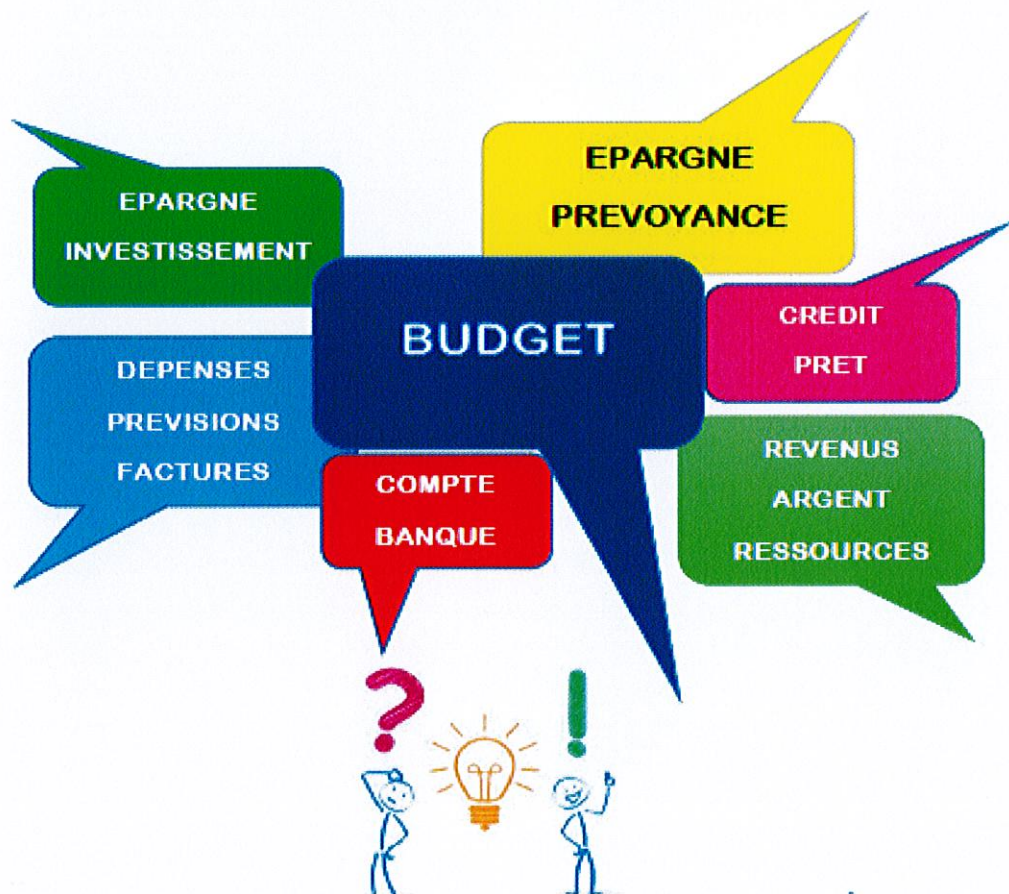 EPARGNE
PREVOYANCE
EPARGNE
INVESTISSEMENT
BUDGET
CREDIT
PRET
DEPENSES
PREVISIONS
FACTURES
COMPTE
BANQUE
REVENUS
ARGENT
RESSOURCES
?
!